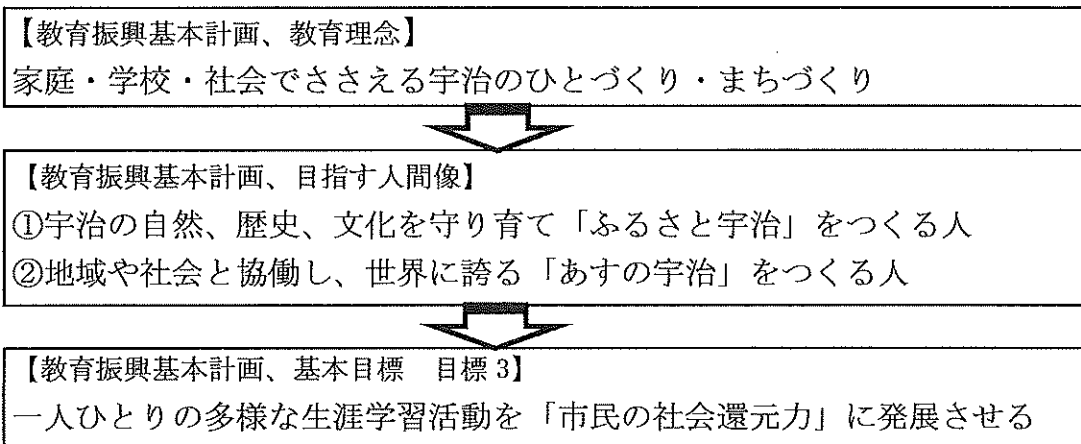 【教育振興基本計画、教育理念】
家庭・学校・社会でささえる宇治のひとづくり・まちづくり
【教育振興基本計画、目指す人間像】
①宇治の自然、歴史、文化を守り育て「ふるさと宇治」をつくる人
②地域や社会と協働し、世界に誇る「あすの宇治」をつくる人
【教育振興基本計画、基本目標　目標3】
一人ひとりの多様な生涯学習活動を「市民の社会還元力」に発展させる